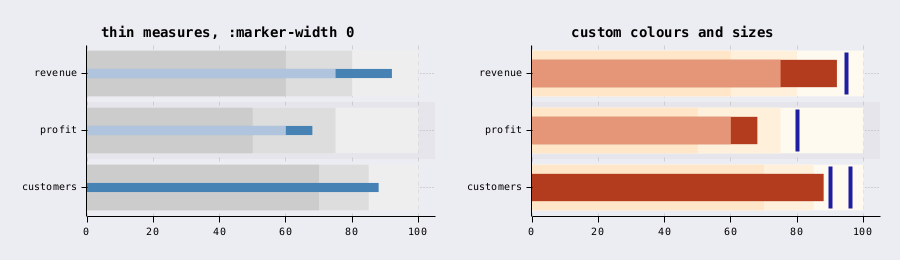 thin measures, :marker-width 0
revenue
profit
customers
0 20 40 60 80 100
custom colours and sizes
revenue
profit
customers
0 20 40 60 80 100